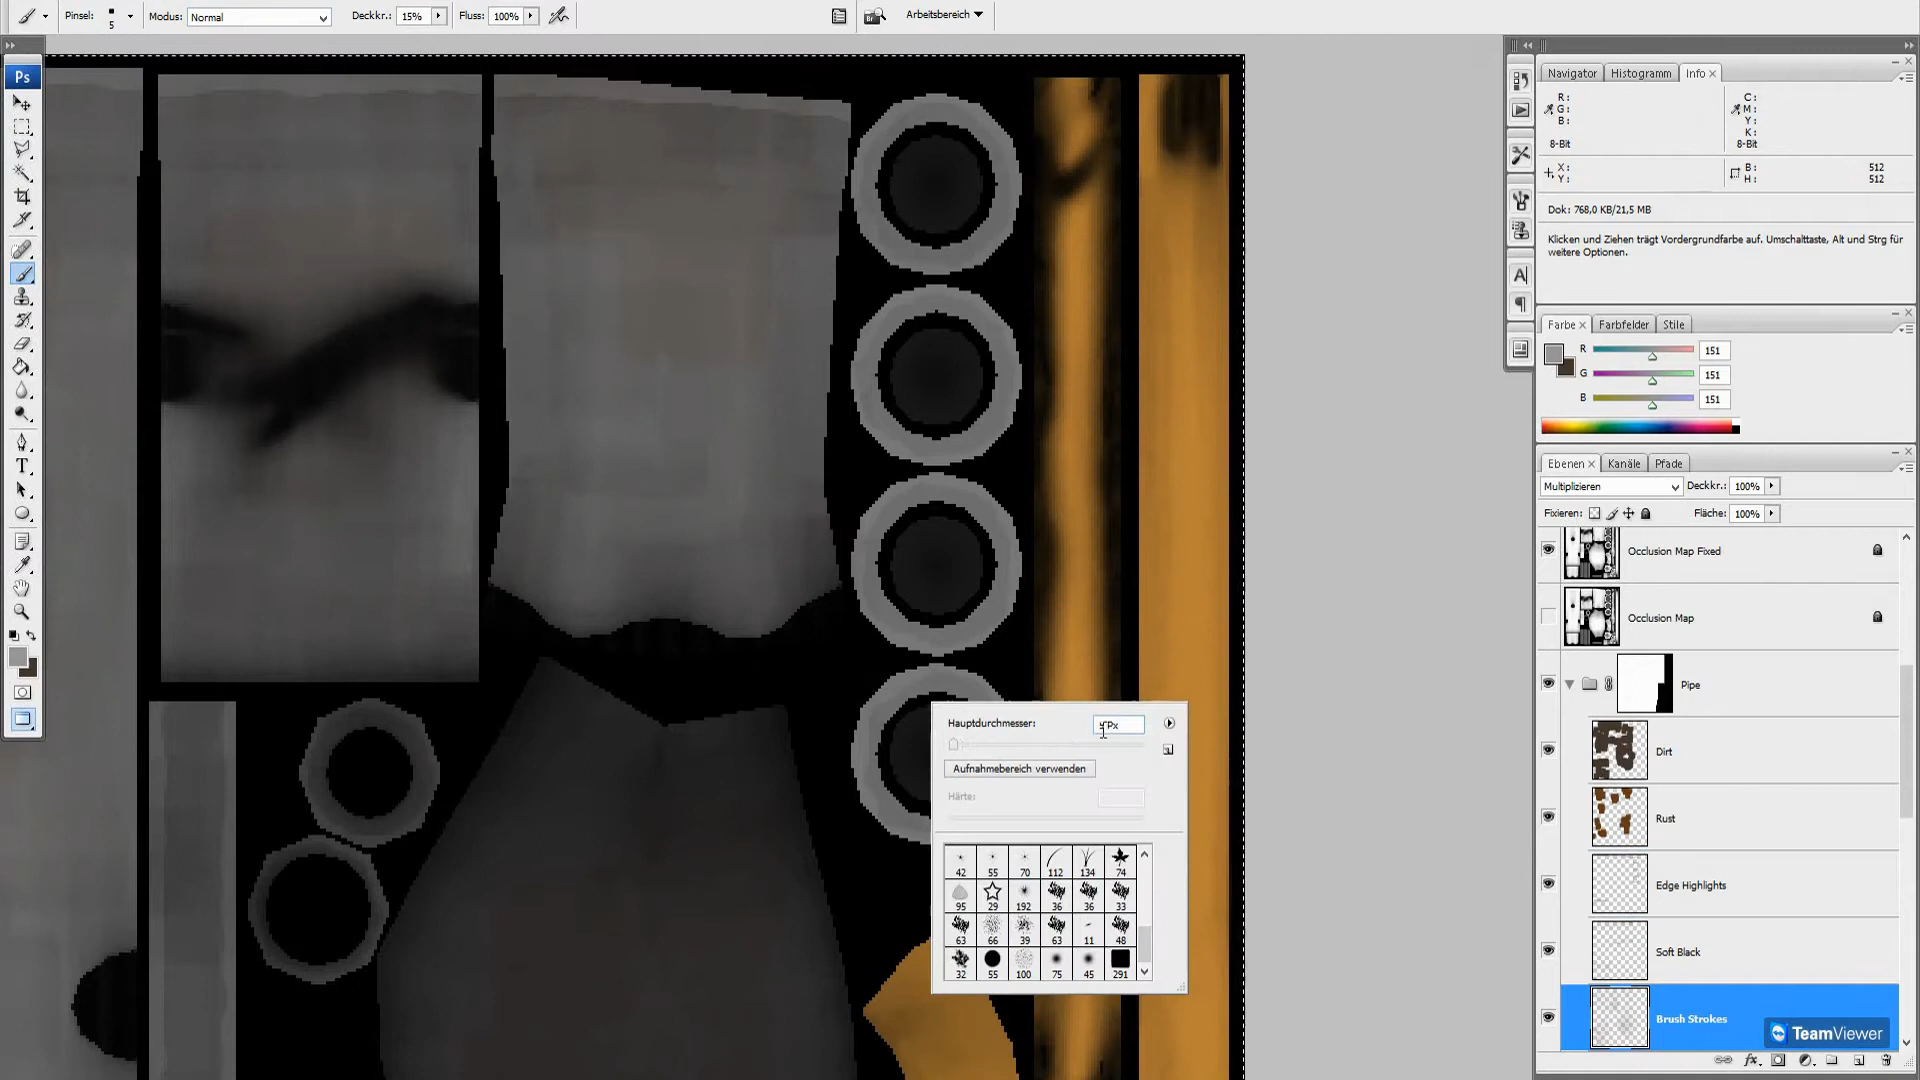 Pinsel:
5
Modus:
Normal
Deckkr.:
15%
Fluss:
100%
Br
Arbeitsbereich
Ps
T
Navigator
Histogramm
Info
R:
G:
B:
8-Bit
C:
M:
Y:
K:
8-Bit
X:
Y:
B: 512
H: 512
Dok: 768,0 KB/21,5 MB
Klicken und Ziehen trägt Vordergrundfarbe auf. Umschalttaste, Alt und Strg für
weitere Optionen.
A
Farbe
Farbfelder
Stile
R 151
G 151
B 151
Ebenen
Kanäle
Pfade
Multiplizieren
Deckkr.: 100%
Fixieren:
Fläche: 100%
Occlusion Map Fixed
Occlusion Map
Pipe
Dirt
Rust
Edge Highlights
Soft Black
Brush Strokes
TeamViewer
fx
Hauptdurchmesser:
Px
Aufnahmebereich verwenden
Härte:
42 55 70 112 134 74
95 29 192 36 36 33
63 66 39 63 11 48
32 55 100 75 45 291